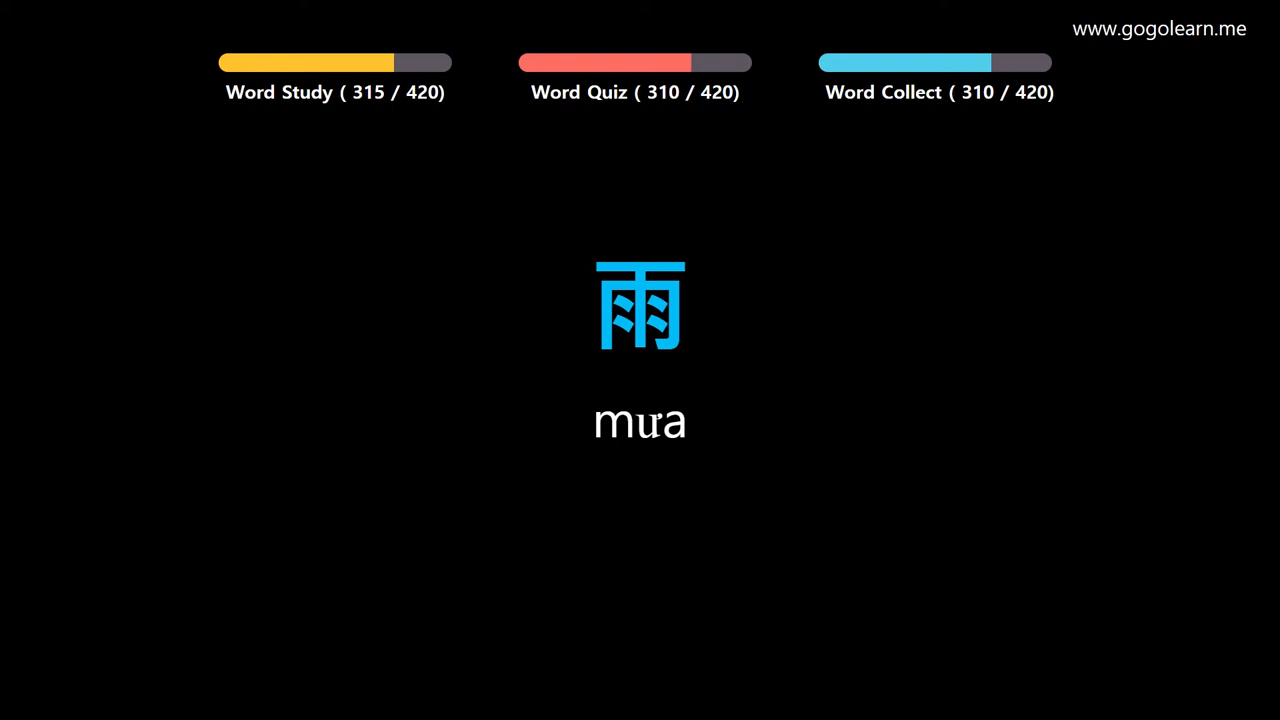 www.gogolearn.me
Word Study ( 315 / 420)
Word Quiz ( 310 / 420)
Word Collect ( 310 / 420)
雨
mưa